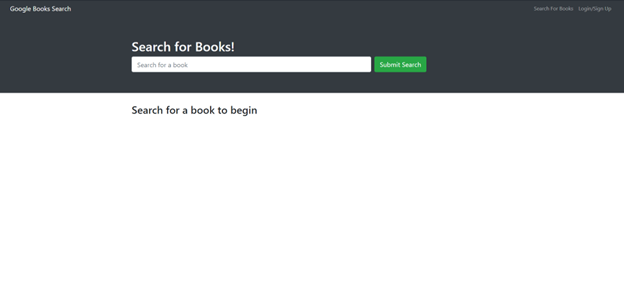 Google Books Search
Search For Books Login/Sign Up
Search for Books!
Search for a book
Submit Search
Search for a book to begin